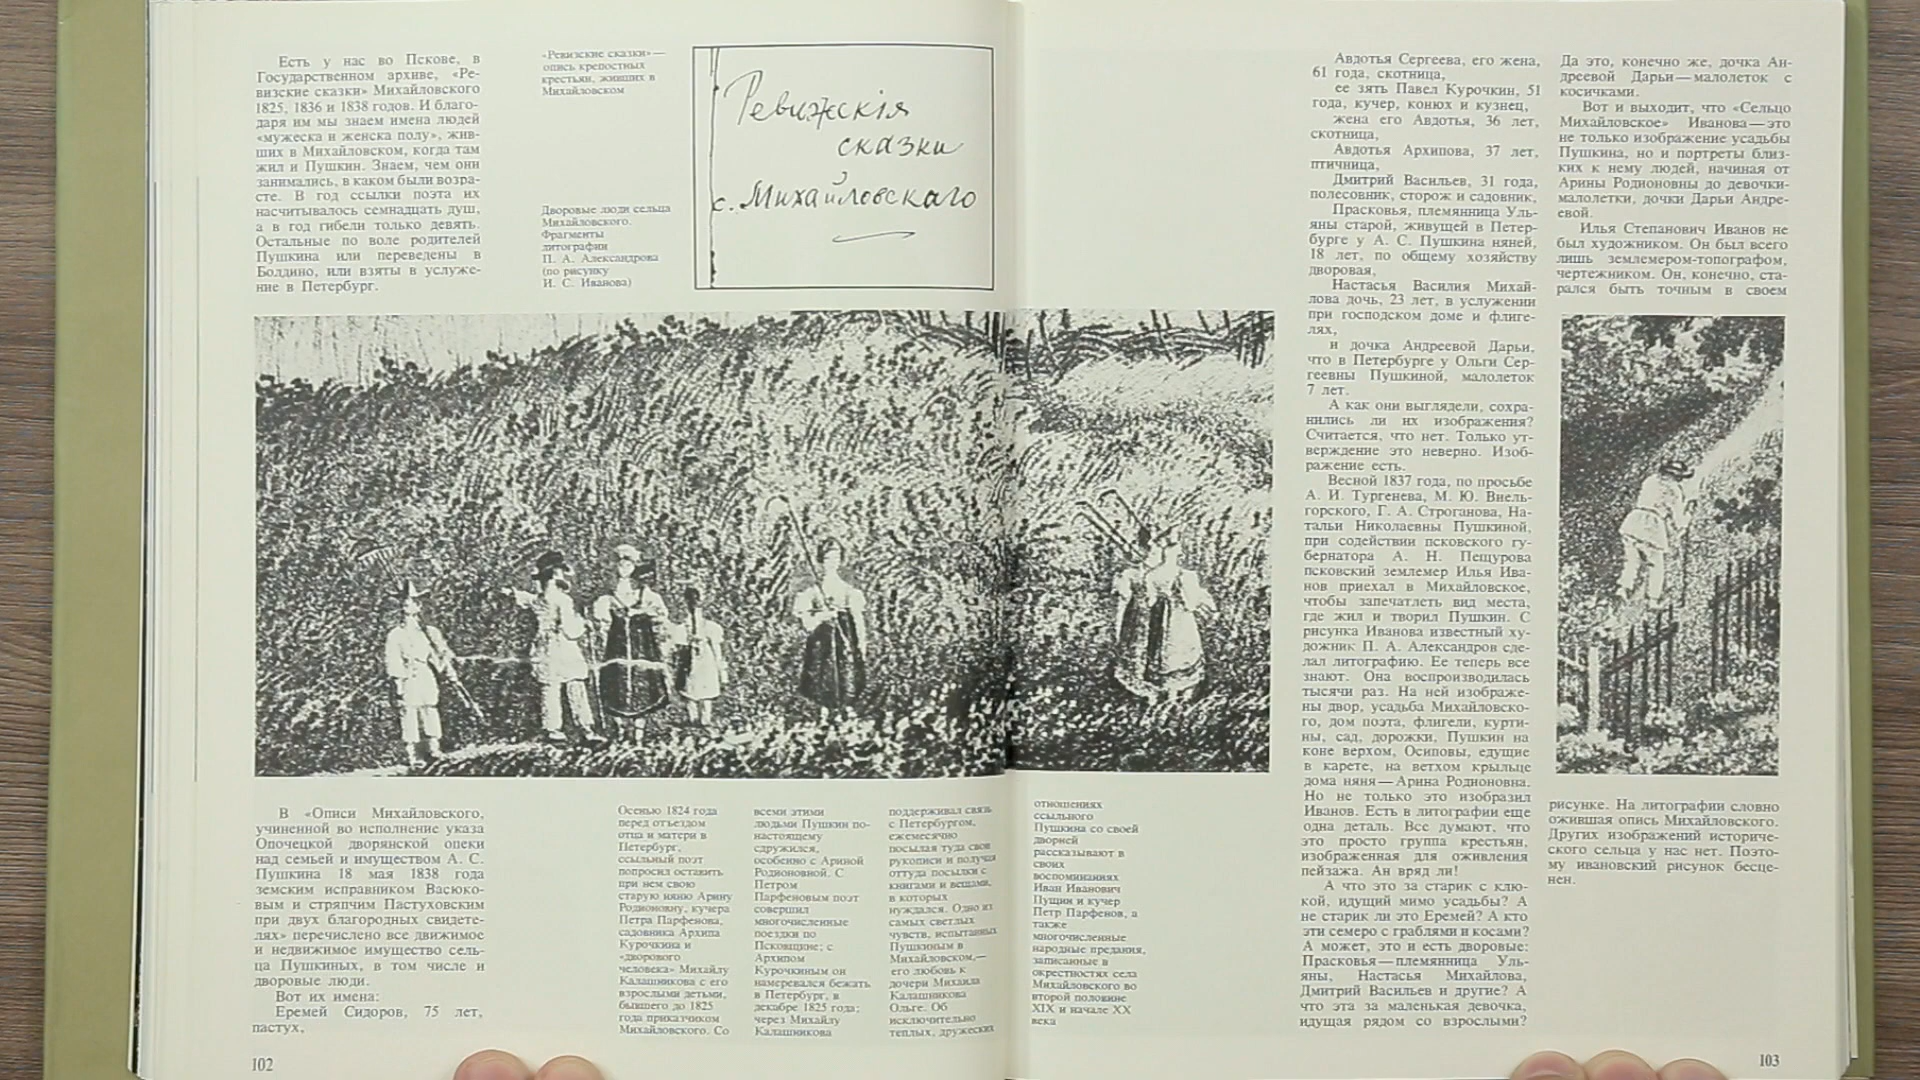 Есть у нас во Пскове, в
Государственном архиве, «Ре-
визские сказки» Михайловского
1825, 1836 и 1838 годов. И благо-
даря им мы знаем имена людей
«мужеска и женска полу», жив-
ших в Михайловском, когда там
жил и Пушкин. Знаем, чем они
занимались, в каком были возра-
сте. В год ссылки поэта их
насчитывалось семнадцать душ,
а в год гибели только девять.
Остальные по воле родителей
Пушкина или переведены в
Болдино, или взяты в услуже-
ние в Петербург.
«Ревизские сказки» —
опись крепостных
крестьян, живших в
Михайловском
Дворовые люди сельца
Михайловского.
Фрагменты
литографии
П. А. Александрова
(по рисунку
И. С. Иванова)
Ревижскія
сказки
с. Михайловскаго
В «Описи Михайловского,
учиненной во исполнение указа
Опочецкой дворянской опеки
над семьей и имуществом А. С.
Пушкина 18 мая 1838 года
земским исправником Васюко-
вым и стряпчим Пастуховским
при двух благородных свидете-
лях» перечислено все движимое
и недвижимое имущество сель-
ца Пушкиных, в том числе и
дворовые люди.
Вот их имена:
Еремей Сидоров, 75 лет,
пастух,
Осенью 1824 года
перед отъездом
отца и матери в
Петербург,
ссыльный поэт
попросил оставить
при нем свою
старую няню Арину
Родионовну, кучера
Петра Парфенова,
садовника Архипа
Курочкина и
«дворового
человека» Михайлу
Калашникова с его
взрослыми детьми,
бывшего до 1825
года приказчиком
Михайловского. Со
всеми этими
людьми Пушкин по-
настоящему
сдружился,
особенно с Ариной
Родионовной. С
Петром
Парфеновым поэт
совершил
многочисленные
поездки по
Псковщине; с
Архипом
Курочкиным он
намеревался бежать
в Петербург, в
декабре 1825 года;
через Михайлу
Калашникова
поддерживал связь
с Петербургом,
ежемесячно
посылая туда свои
рукописи и получая
оттуда посылки с
книгами и вещами,
в которых
нуждался. Одно из
самых светлых
чувств, испытанных
Пушкиным в
Михайловском,—
его любовь к
дочери Михаила
Калашникова
Ольге. Об
исключительно
теплых, дружеских
102
отношениях
ссыльного
Пушкина со своей
дворней
рассказывают в
своих
воспоминаниях
Иван Иванович
Пущин и кучер
Петр Парфенов, а
также
многочисленные
народные предания,
записанные в
окрестностях села
Михайловского во
второй половине
XIX и начале XX
века
Авдотья Сергеева, его жена,
61 года, скотница,
ее зять Павел Курочкин, 51
года, кучер, конюх и кузнец,
жена его Авдотья, 36 лет,
скотница,
Авдотья Архипова, 37 лет,
птичница,
Дмитрий Васильев, 31 года,
полесовник, сторож и садовник,
Прасковья, племянница Уль-
яны старой, живущей в Петер-
бурге у А. С. Пушкина няней,
18 лет, по общему хозяйству
дворовая,
Настасья Василия Михай-
лова дочь, 23 лет, в услужении
при господском доме и флиге-
лях,
и дочка Андреевой Дарьи,
что в Петербурге у Ольги Сер-
геевны Пушкиной, малолеток
7 лет.
А как они выглядели, сохра-
нились ли их изображения?
Считается, что нет. Только ут-
верждение это неверно. Изоб-
ражение есть.
Весной 1837 года, по просьбе
А. И. Тургенева, М. Ю. Виель-
горского, Г. А. Строганова, На-
тальи Николаевны Пушкиной,
при содействии псковского гу-
бернатора А. Н. Пещурова
псковский землемер Илья Ива-
нов приехал в Михайловское,
чтобы запечатлеть вид места,
где жил и творил Пушкин. С
рисунка Иванова известный ху-
дожник П. А. Александров сде-
лал литографию. Ее теперь все
знают. Она воспроизводилась
тысячи раз. На ней изображе-
ны двор, усадьба Михайловско-
го, дом поэта, флигели, курти-
ны, сад, дорожки, Пушкин на
коне верхом, Осиповы, едущие
в карете, на ветхом крыльце
дома няня — Арина Родионовна.
Но не только это изобразил
Иванов. Есть в литографии еще
одна деталь. Все думают, что
это просто группа крестьян,
изображенная для оживления
пейзажа. Ан вряд ли!
А что это за старик с клю-
кой, идущий мимо усадьбы? А
не старик ли это Еремей? А кто
эти семеро с граблями и косами?
А может, это и есть дворовые:
Прасковья — племянница Уль-
яны, Настасья Михайлова,
Дмитрий Васильев и другие? А
что эта за маленькая девочка,
идущая рядом со взрослыми?
Да это, конечно же, дочка Ан-
дреевой Дарьи — малолеток с
косичками.
Вот и выходит, что «Сельцо
Михайловское» Иванова — это
не только изображение усадьбы
Пушкина, но и портреты близ-
ких к нему людей, начиная от
Арины Родионовны до девочки-
малолетки, дочки Дарьи Андре-
евой.
Илья Степанович Иванов не
был художником. Он был всего
лишь землемером-топографом,
чертежником. Он, конечно, ста-
рался быть точным в своем
рисунке. На литографии словно
ожившая опись Михайловского.
Других изображений историче-
ского сельца у нас нет. Поэто-
му ивановский рисунок бесце-
нен.
103